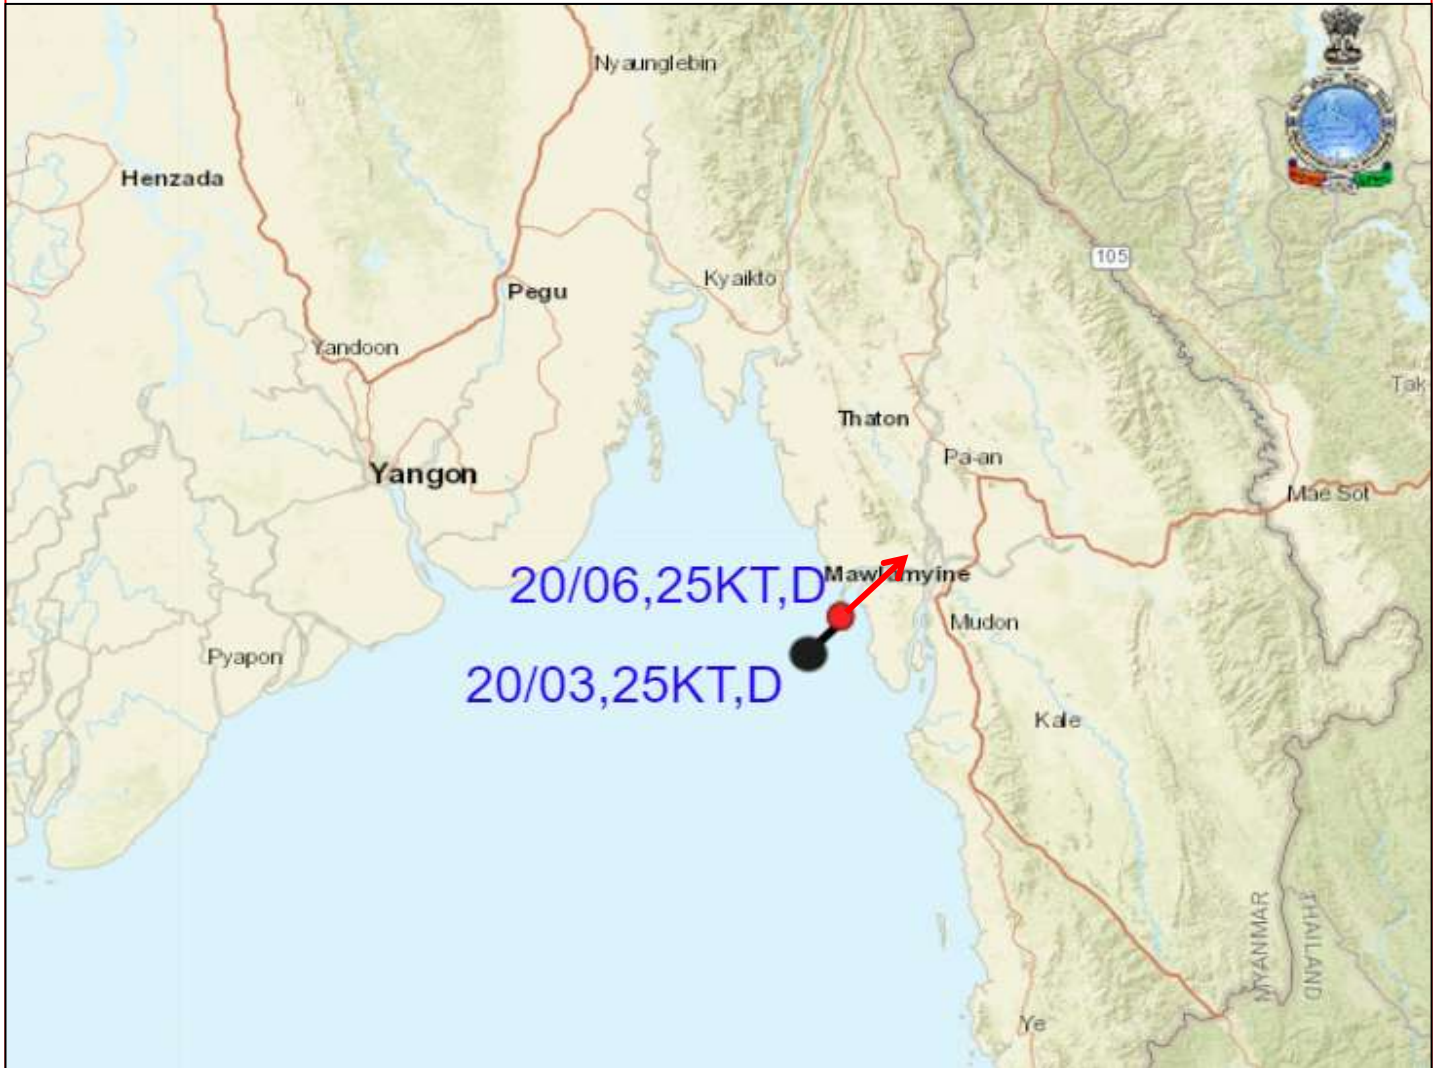 Nyaunglebin
Henzada
105
Kyaikto
Pegu
Yandoon
Tak
Thaton
Pa-an
Yangon
Mae Sot
20/06,25KT,D
Mawlamyine
Mudon
Pyapon
20/03,25KT,D
Kale
MYANMAR
THAILAND
Ye